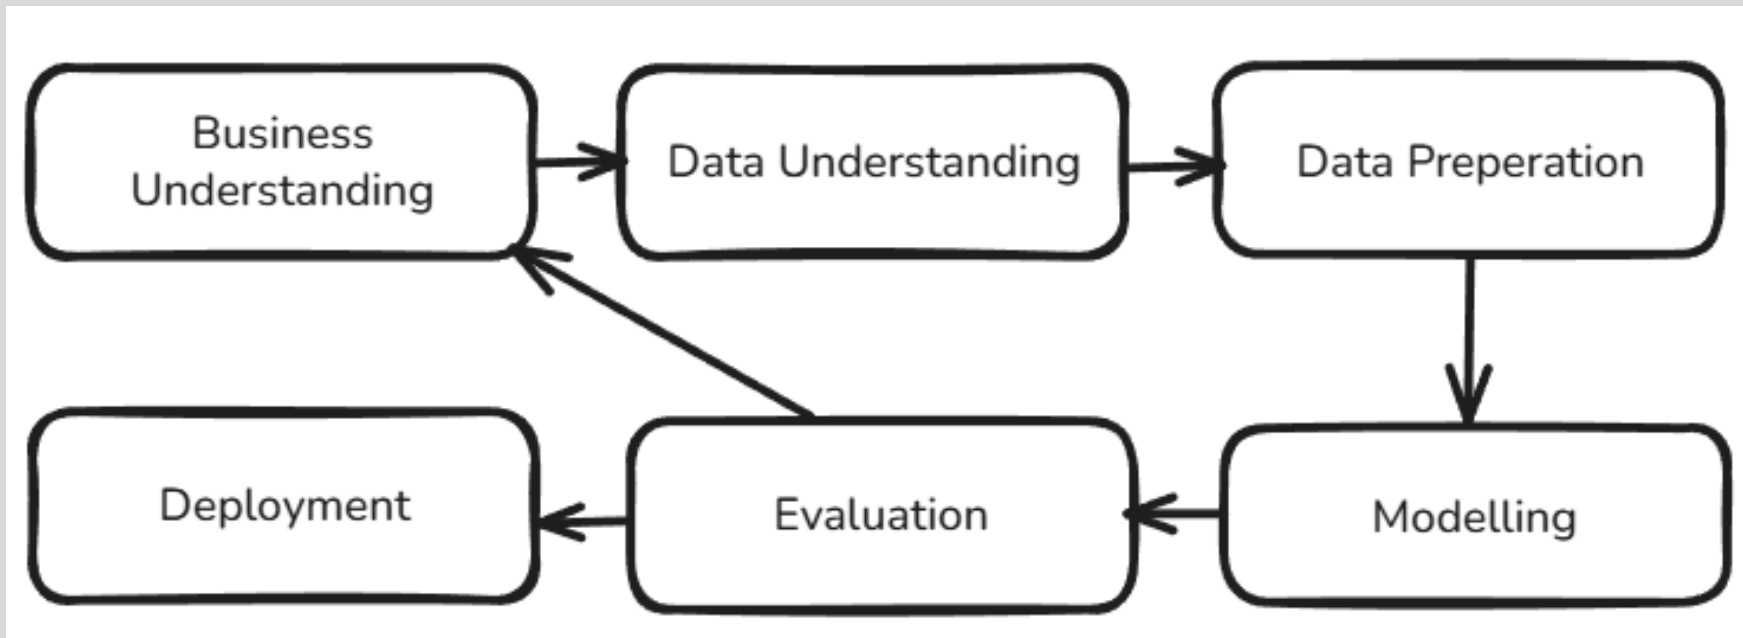 Business
Understanding
Data Understanding
Data Preperation
Deployment
Evaluation
Modelling